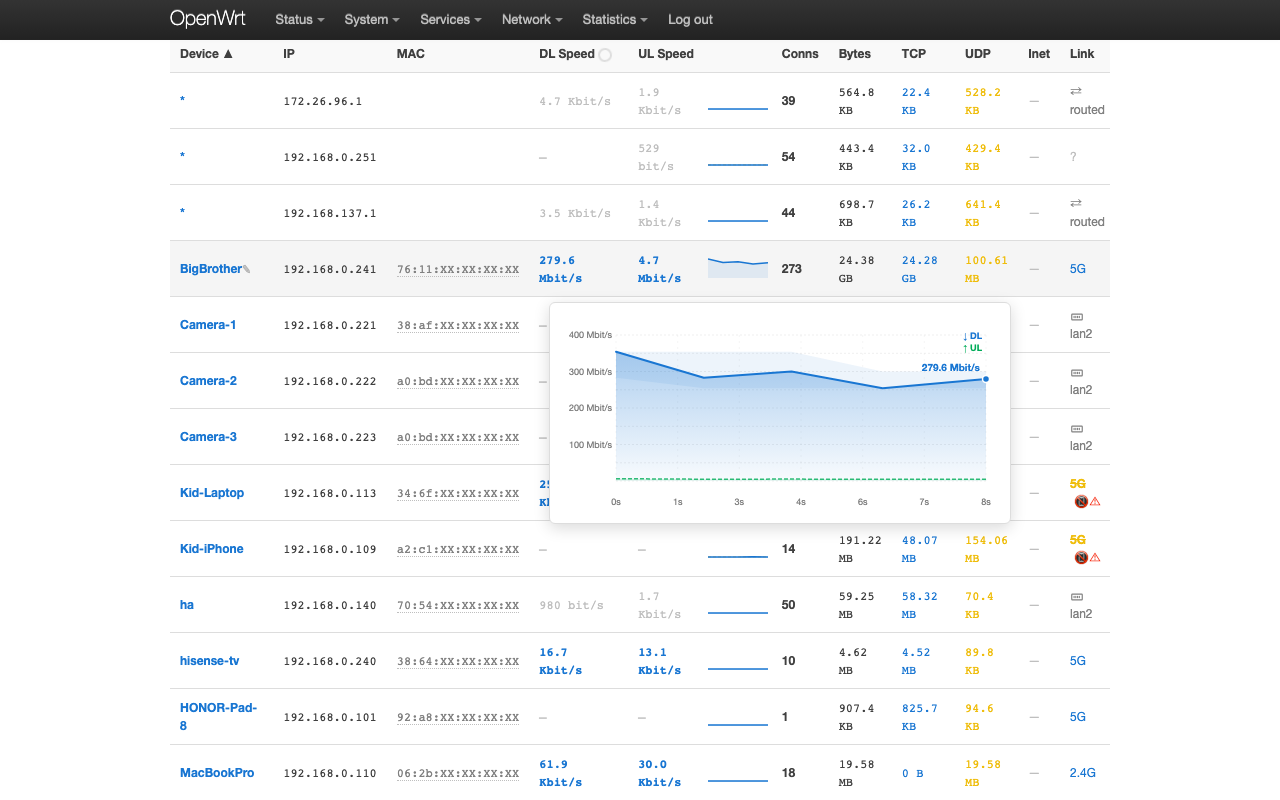 OpenWrt Status System Services Network Statistics Log out
Device ▲ IP MAC DL Speed UL Speed Conns Bytes TCP UDP Inet Link
* 172.26.96.1 4.7 Kbit/s 1.9 Kbit/s 39 564.8 KB 22.4 KB 528.2 KB — ⇄ routed
* 192.168.0.251 — 529 bit/s 54 443.4 KB 32.0 KB 429.4 KB — ?
* 192.168.137.1 3.5 Kbit/s 1.4 Kbit/s 44 698.7 KB 26.2 KB 641.4 KB — ⇄ routed
BigBrother 192.168.0.241 76:11:XX:XX:XX:XX 279.6 Mbit/s 4.7 Mbit/s 273 24.38 GB 24.28 GB 100.61 MB — 5G
Camera-1 192.168.0.221 38:af:XX:XX:XX:XX — — lan2
Camera-2 192.168.0.222 a0:bd:XX:XX:XX:XX — — lan2
Camera-3 192.168.0.223 a0:bd:XX:XX:XX:XX — — lan2
Kid-Laptop 192.168.0.113 34:6f:XX:XX:XX:XX — 5G
400 Mbit/s
300 Mbit/s
200 Mbit/s
100 Mbit/s
↓ DL
↑ UL
279.6 Mbit/s
0s 1s 3s 4s 6s 7s 8s
Kid-iPhone 192.168.0.109 a2:c1:XX:XX:XX:XX — — 14 191.22 MB 48.07 MB 154.06 MB — 5G
ha 192.168.0.140 70:54:XX:XX:XX:XX 980 bit/s 1.7 Kbit/s 50 59.25 MB 58.32 MB 70.4 KB — lan2
hisense-tv 192.168.0.240 38:64:XX:XX:XX:XX 16.7 Kbit/s 13.1 Kbit/s 10 4.62 MB 4.52 MB 89.8 KB — 5G
HONOR-Pad-8 192.168.0.101 92:a8:XX:XX:XX:XX — — 1 907.4 KB 825.7 KB 94.6 KB — 5G
MacBookPro 192.168.0.110 06:2b:XX:XX:XX:XX 61.9 Kbit/s 30.0 Kbit/s 18 19.58 MB 0 B 19.58 MB — 2.4G